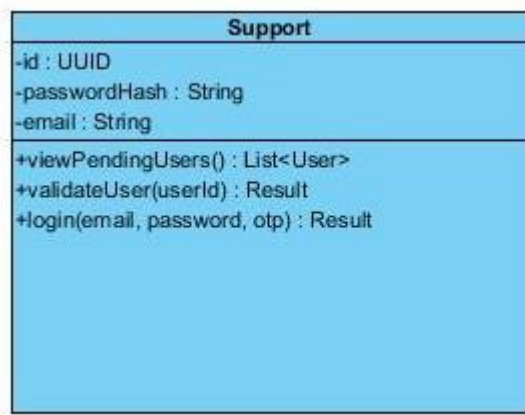 Support
-id : UUID
-passwordHash : String
-email : String
+viewPendingUsers() : List<User>
+validateUser(userId) : Result
+login(email, password, otp) : Result